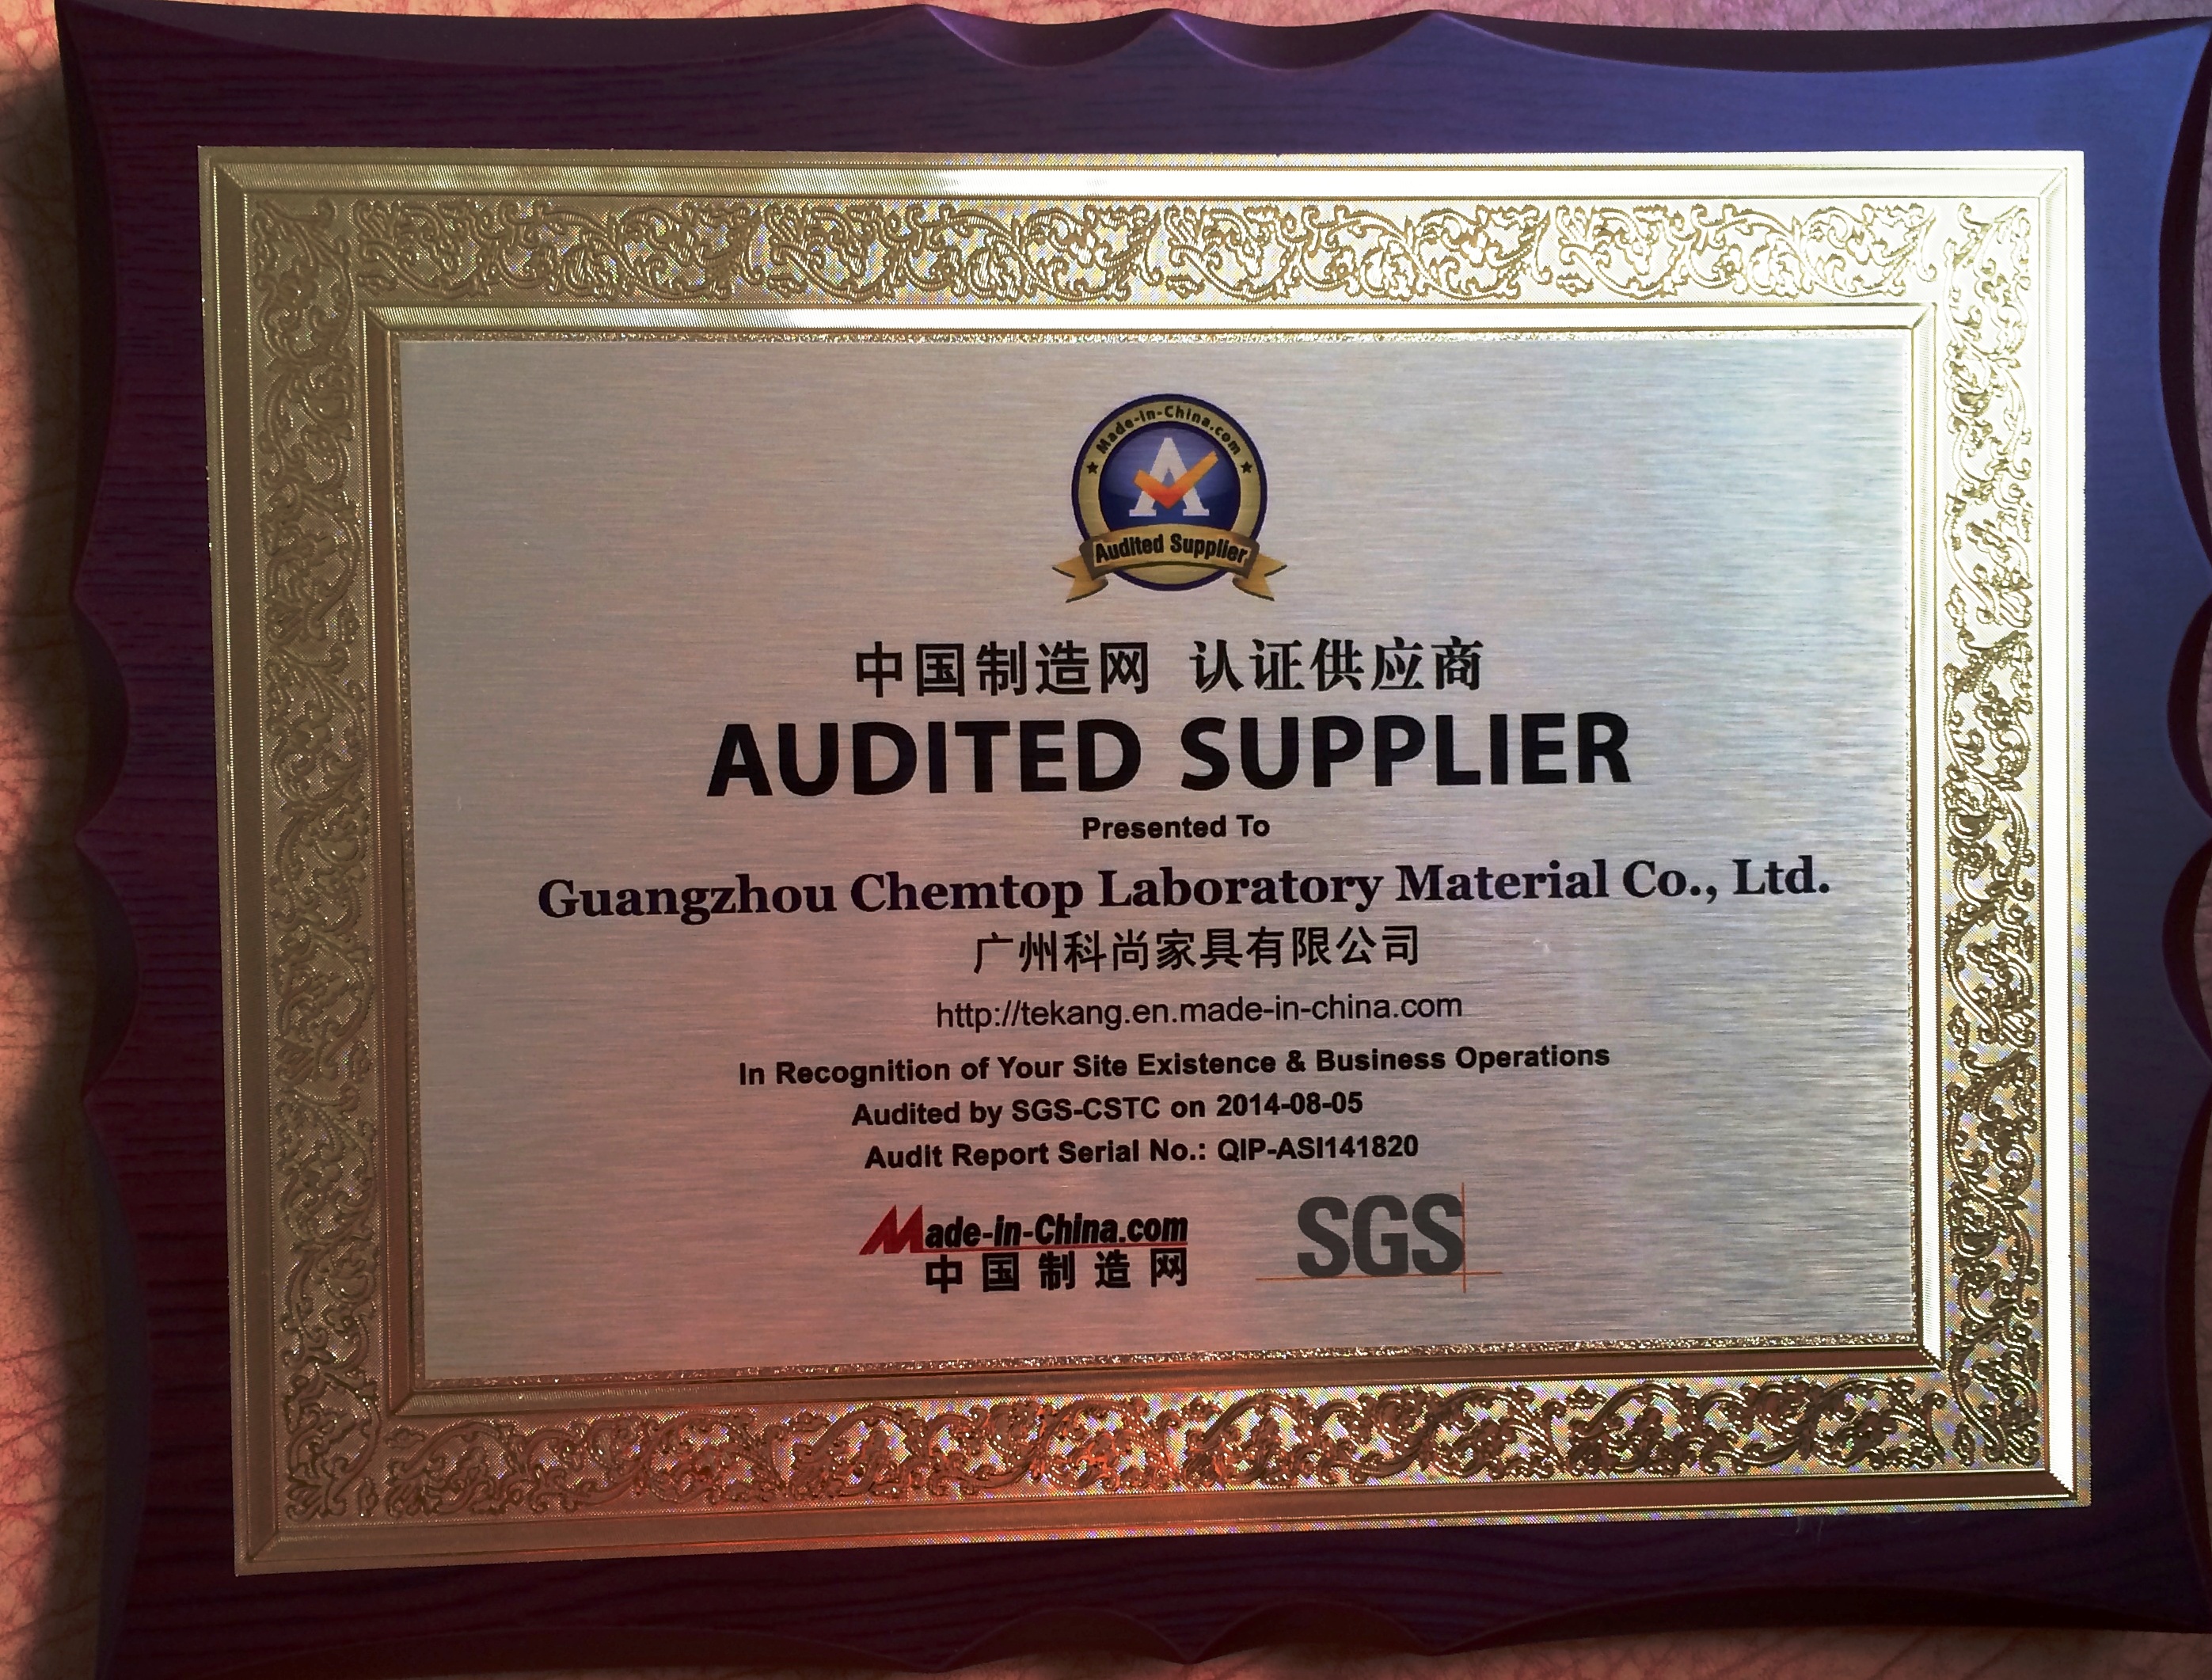 Made-in-China.com
A
Audited Supplier
中国制造网 认证供应商
AUDITED SUPPLIER
Presented To
Guangzhou Chemtop Laboratory Material Co., Ltd.
广州科尚家具有限公司
http://tekang.en.made-in-china.com
In Recognition of Your Site Existence & Business Operations
Audited by SGS-CSTC on 2014-08-05
Audit Report Serial No.: QIP-ASI141820
Made-in-China.com
中国制造网
SGS